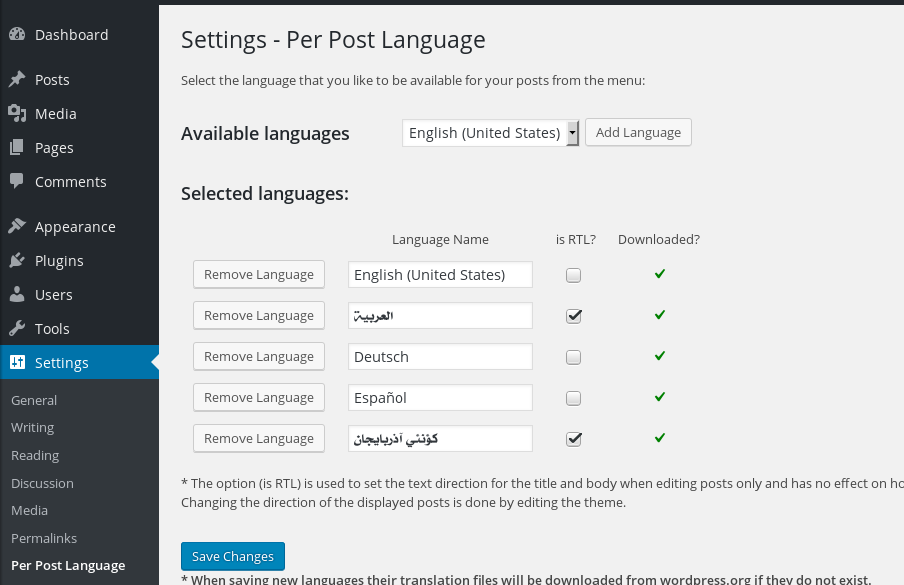 Dashboard
Posts
Media
Pages
Comments
Appearance
Plugins
Users
Tools
Settings
General
Writing
Reading
Discussion
Media
Permalinks
Per Post Language
Settings - Per Post Language
Select the language that you like to be available for your posts from the menu:
Available languages English (United States) Add Language
Selected languages:
Language Name is RTL? Downloaded?
Remove Language English (United States)
Remove Language العربية
Remove Language Deutsch
Remove Language Español
Remove Language گؤنئي آذربایجان
* The option (is RTL) is used to set the text direction for the title and body when editing posts only and has no effect on ho
Changing the direction of the displayed posts is done by editing the theme.
Save Changes
* When saving new languages their translation files will be downloaded from wordpress.org if they do not exist.